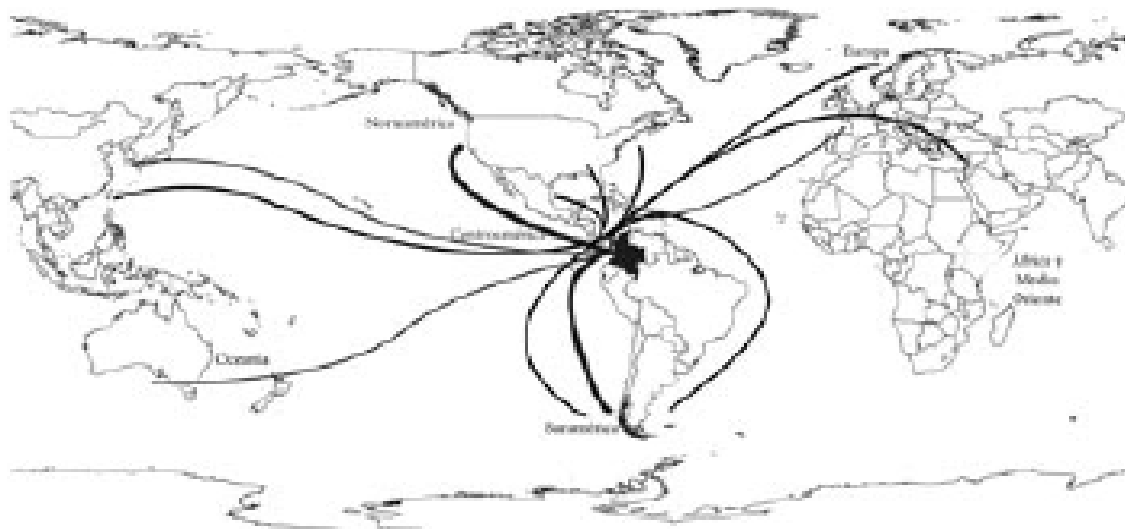 Europa
Norteamérica
Centroamérica
África y
Medio
Oriente
Oceanía
Suramérica